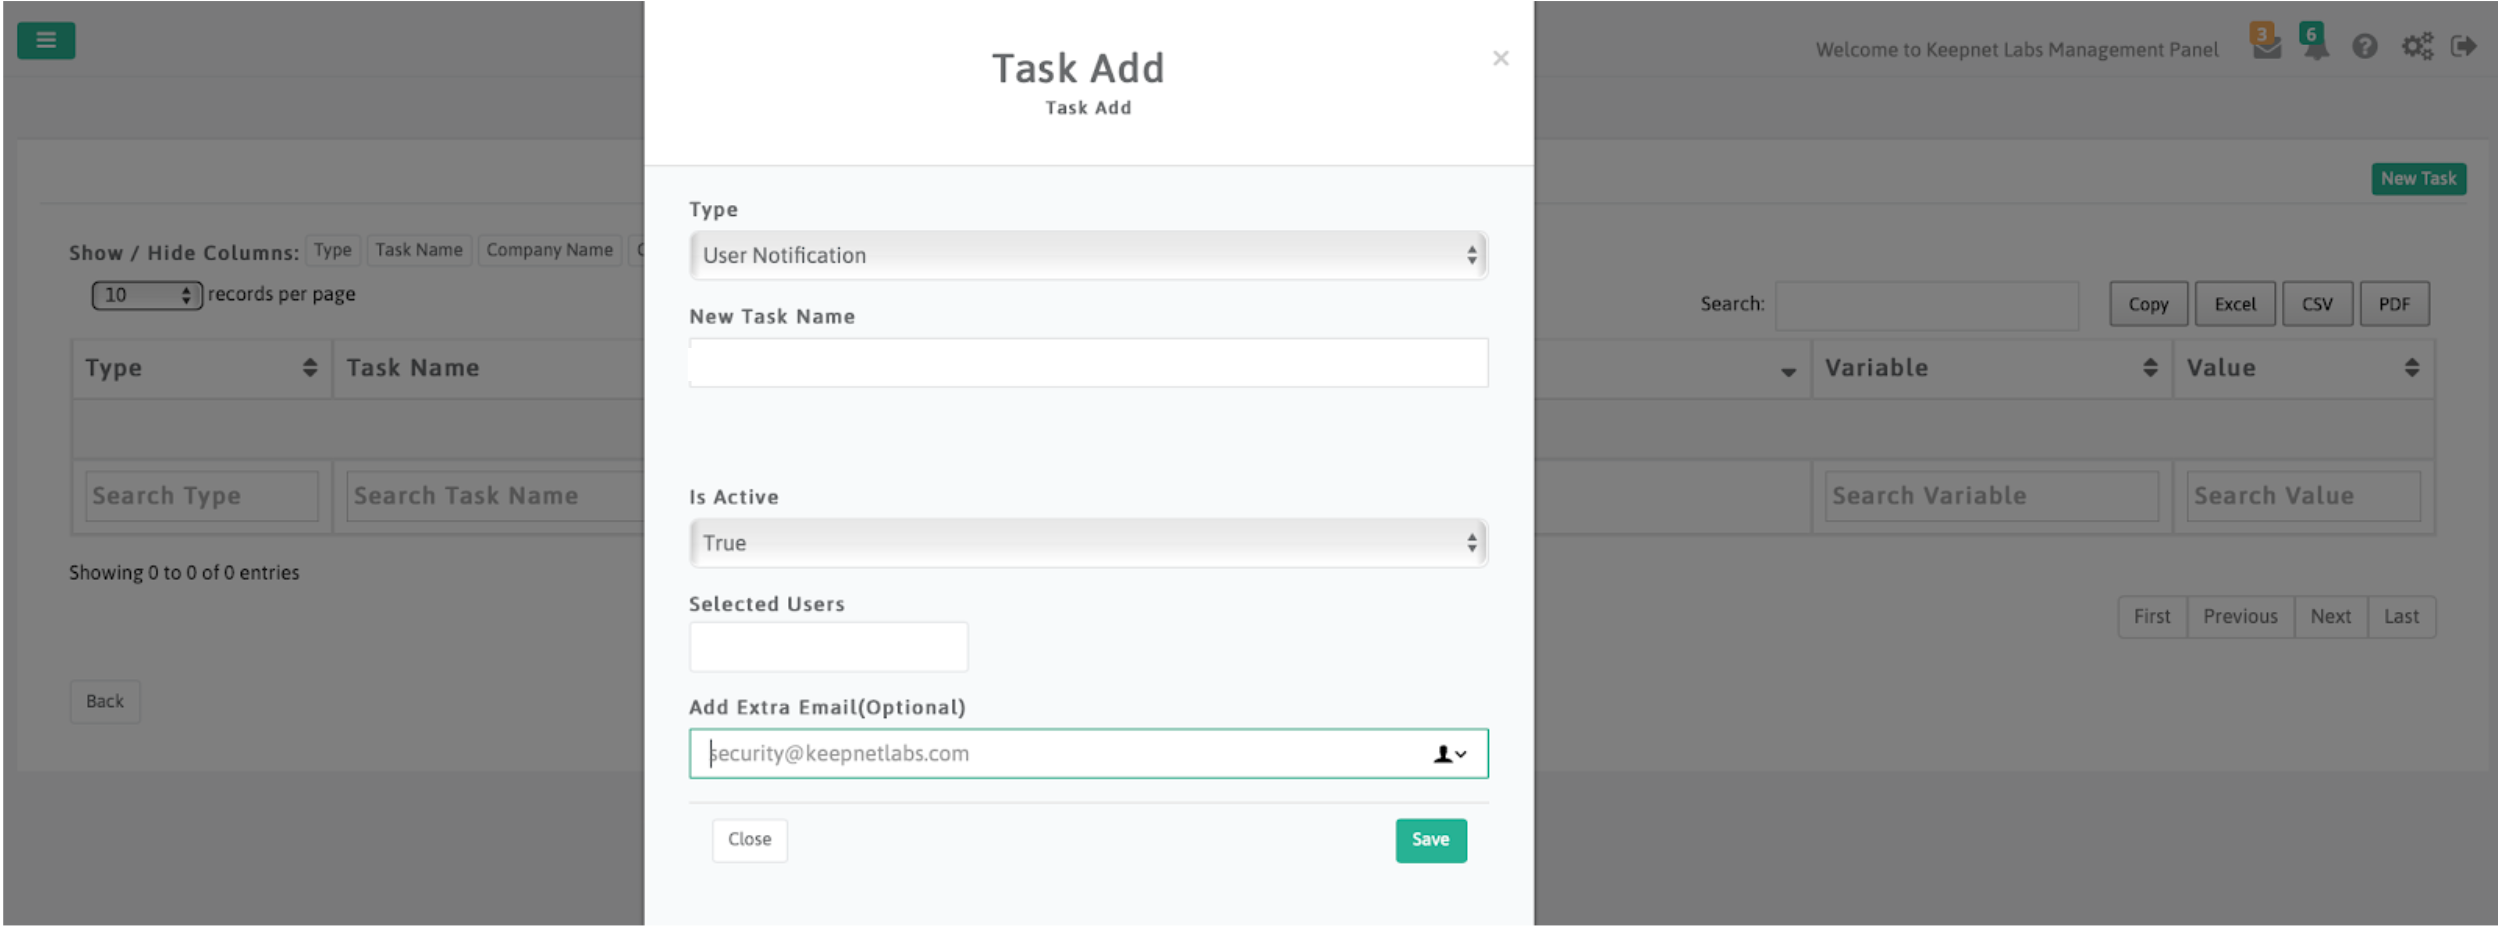 Welcome to Keepnet Labs Management Panel 3 6
Task Add
×
Task Add
New Task
Type
User Notification
Show / Hide Columns: Type Task Name Company Name
10 records per page
New Task Name
Search: Copy Excel CSV PDF
Type Task Name Variable Value
Search Type Search Task Name Search Variable Search Value
Is Active
True
Showing 0 to 0 of 0 entries
Selected Users
First Previous Next Last
Back
Add Extra Email(Optional)
security@keepnetlabs.com
Close Save